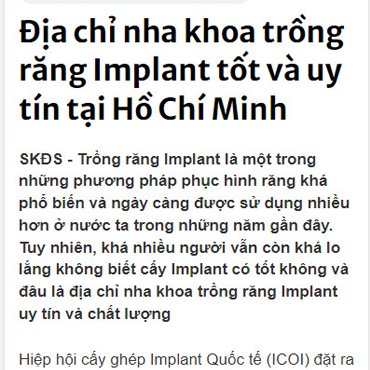 Địa chỉ nha khoa trồng
răng Implant tốt và uy
tín tại Hồ Chí Minh
SKĐS - Trồng răng Implant là một trong
những phương pháp phục hình răng khá
phổ biến và ngày càng được sử dụng nhiều
hơn ở nước ta trong những năm gần đây.
Tuy nhiên, khá nhiều người vẫn còn khá lo
lắng không biết cấy Implant có tốt không và
đâu là địa chỉ nha khoa trồng răng Implant
uy tín và chất lượng
Hiệp hội cấy ghép Implant Quốc tế (ICOI) đặt ra